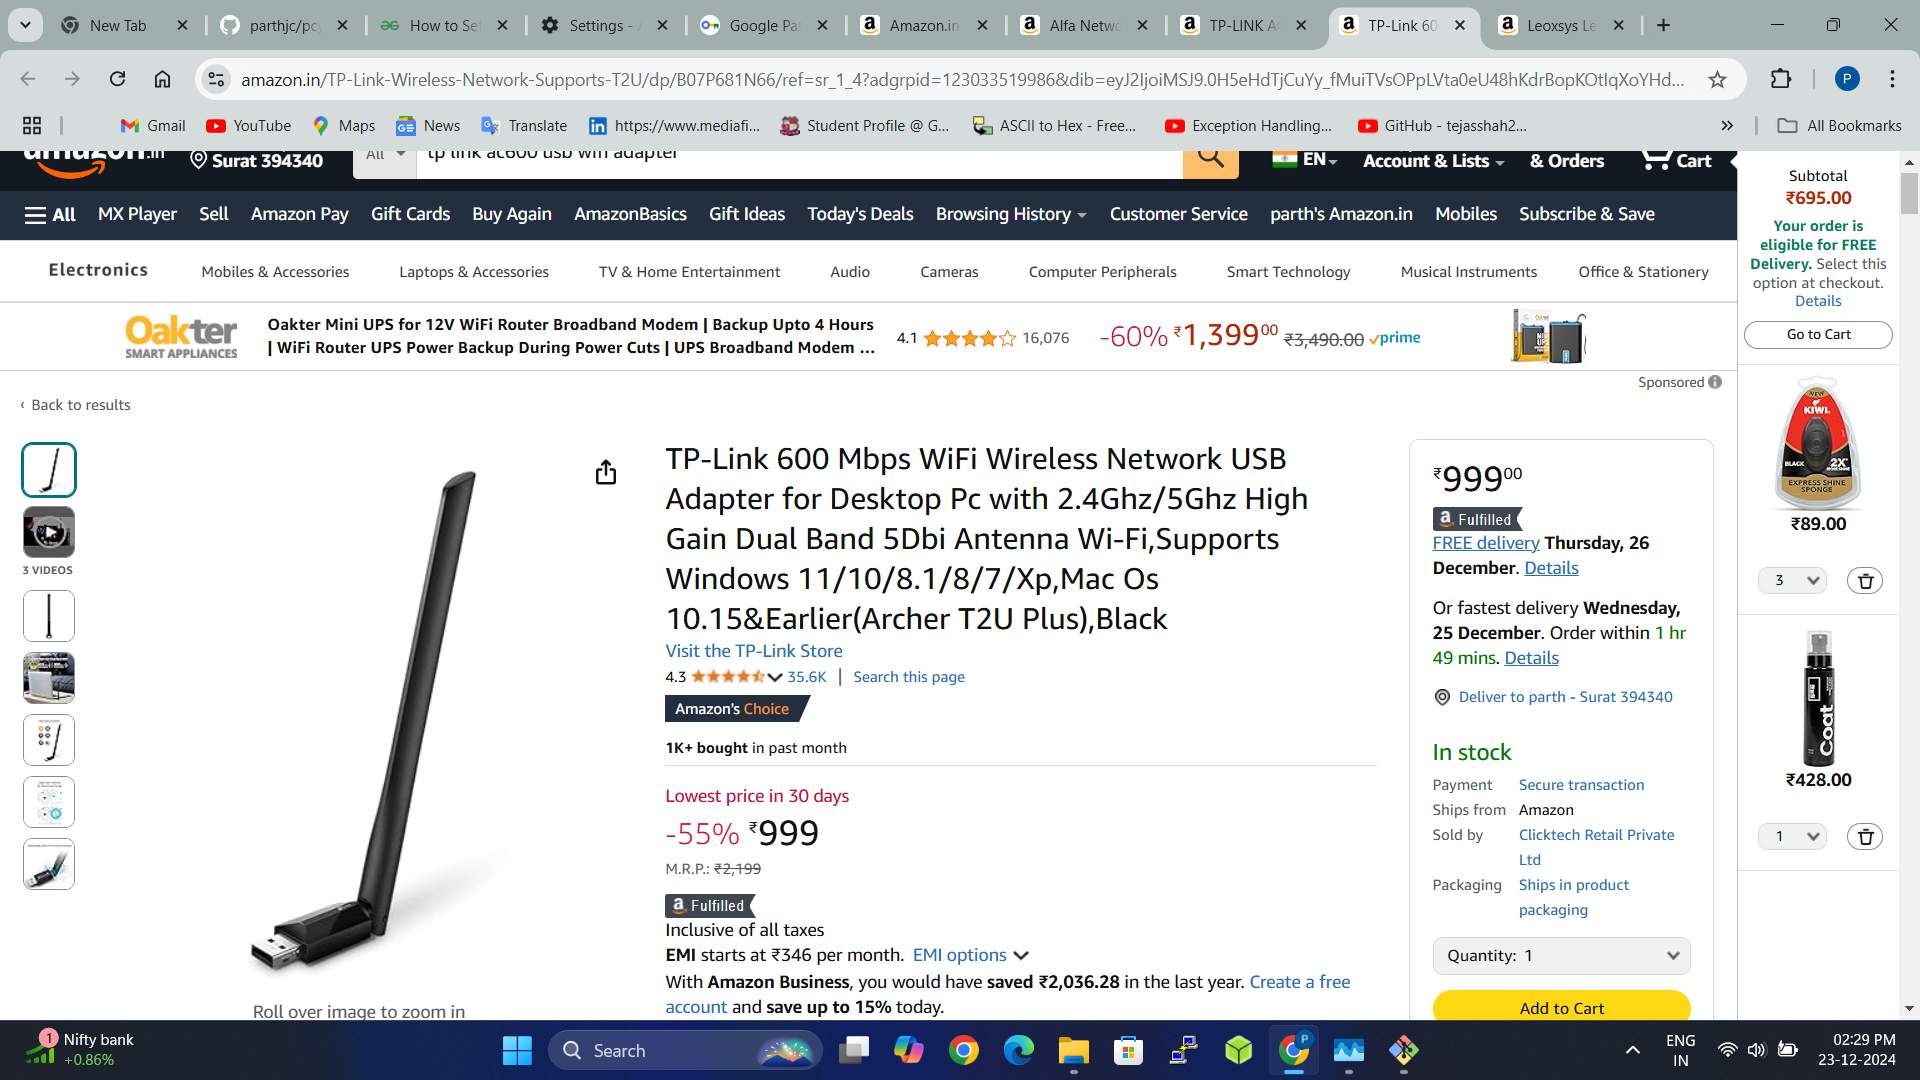 New Tab
parthjc/pcy
How to Set
Settings - A
Google Pas
Amazon.in
Alfa Netwo
TP-LINK A
TP-Link 60
Leoxsys Le
amazon.in/TP-Link-Wireless-Network-Supports-T2U/dp/B07P681N66/ref=sr_1_4?adgrpid=123033519986&dib=eyJ2IjoiMSJ9.0H5eHdTjCuYy_fMuiTVsOPpLVta0eU48hKdrBopKOtIqXoYHd...
P
Gmail
YouTube
Maps
News
Translate
https://www.mediafi...
Student Profile @ G...
ASCII to Hex - Free...
Exception Handling...
GitHub - tejasshah2...
All Bookmarks
amazon.in
Surat 394340
All
tp link ac600 usb wifi adapter
EN
Account & Lists
& Orders
Cart
All
MX Player
Sell
Amazon Pay
Gift Cards
Buy Again
AmazonBasics
Gift Ideas
Today's Deals
Browsing History
Customer Service
parth's Amazon.in
Mobiles
Subscribe & Save
Electronics
Mobiles & Accessories
Laptops & Accessories
TV & Home Entertainment
Audio
Cameras
Computer Peripherals
Smart Technology
Musical Instruments
Office & Stationery
Oakter
SMART APPLIANCES
Oakter Mini UPS for 12V WiFi Router Broadband Modem | Backup Upto 4 Hours
| WiFi Router UPS Power Backup During Power Cuts | UPS Broadband Modem ...
4.1
16,076
-60% ₹1,39900 ₹3,490.00 prime
Sponsored
‹ Back to results
3 VIDEOS
Roll over image to zoom in
TP-Link 600 Mbps WiFi Wireless Network USB
Adapter for Desktop Pc with 2.4Ghz/5Ghz High
Gain Dual Band 5Dbi Antenna Wi-Fi,Supports
Windows 11/10/8.1/8/7/Xp,Mac Os
10.15&Earlier(Archer T2U Plus),Black
Visit the TP-Link Store
4.3
35.6K | Search this page
Amazon's Choice
1K+ bought in past month
Lowest price in 30 days
-55% ₹999
M.R.P.: ₹2,199
a Fulfilled
Inclusive of all taxes
EMI starts at ₹346 per month. EMI options
With Amazon Business, you would have saved ₹2,036.28 in the last year. Create a free
account and save up to 15% today.
₹99900
a Fulfilled
FREE delivery Thursday, 26
December. Details
Or fastest delivery Wednesday,
25 December. Order within 1 hr
49 mins. Details
Deliver to parth - Surat 394340
In stock
Payment
Secure transaction
Ships from
Amazon
Sold by
Clicktech Retail Private
Ltd
Packaging
Ships in product
packaging
Quantity: 1
Add to Cart
Subtotal
₹695.00
Your order is
eligible for FREE
Delivery. Select this
option at checkout.
Details
Go to Cart
NEW
KIWI
BLACK
2X
EXPRESS SHINE
SPONGE
₹89.00
3
Coat
₹428.00
1
1
Nifty bank
+0.86%
Search
P
ENG
IN
02:29 PM
23-12-2024